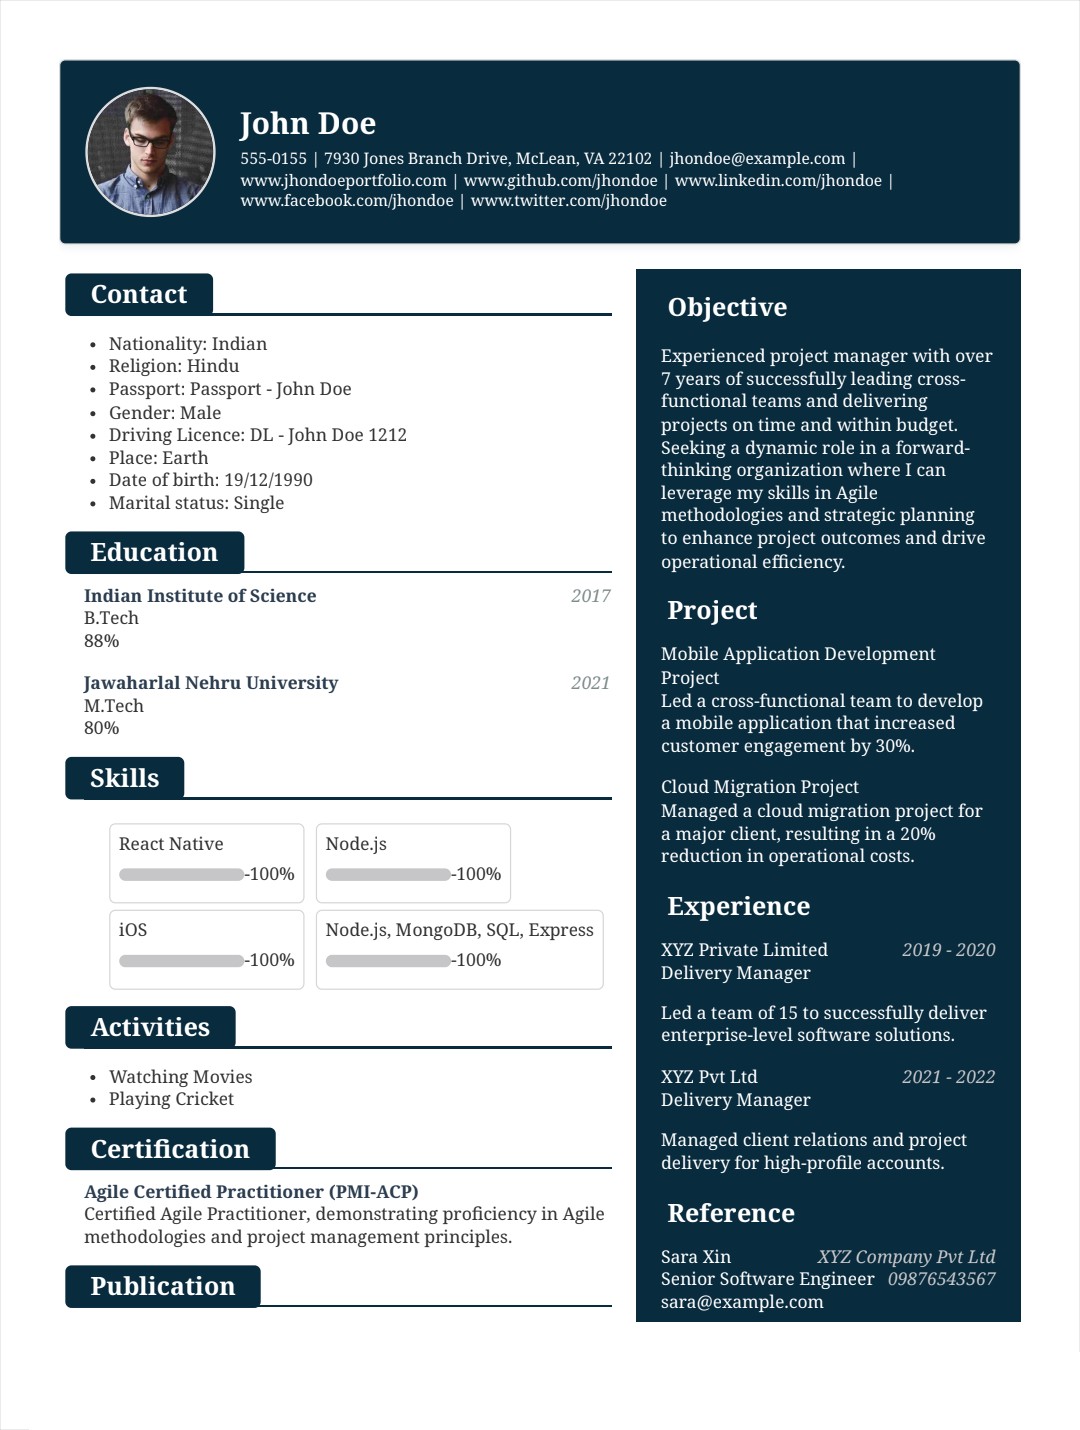 John Doe
555-0155 | 7930 Jones Branch Drive, McLean, VA 22102 | jhondoe@example.com |
www.jhondoeportfolio.com | www.github.com/jhondoe | www.linkedin.com/jhondoe |
www.facebook.com/jhondoe | www.twitter.com/jhondoe
Contact
• Nationality: Indian
• Religion: Hindu
• Passport: Passport - John Doe
• Gender: Male
• Driving Licence: DL - John Doe 1212
• Place: Earth
• Date of birth: 19/12/1990
• Marital status: Single
Education
Indian Institute of Science 2017
B.Tech
88%
Jawaharlal Nehru University 2021
M.Tech
80%
Skills
React Native
-100%
Node.js
-100%
iOS
-100%
Node.js, MongoDB, SQL, Express
-100%
Activities
• Watching Movies
• Playing Cricket
Certification
Agile Certified Practitioner (PMI-ACP)
Certified Agile Practitioner, demonstrating proficiency in Agile
methodologies and project management principles.
Publication
Objective
Experienced project manager with over
7 years of successfully leading cross-
functional teams and delivering
projects on time and within budget.
Seeking a dynamic role in a forward-
thinking organization where I can
leverage my skills in Agile
methodologies and strategic planning
to enhance project outcomes and drive
operational efficiency.
Project
Mobile Application Development
Project
Led a cross-functional team to develop
a mobile application that increased
customer engagement by 30%.
Cloud Migration Project
Managed a cloud migration project for
a major client, resulting in a 20%
reduction in operational costs.
Experience
XYZ Private Limited 2019 - 2020
Delivery Manager
Led a team of 15 to successfully deliver
enterprise-level software solutions.
XYZ Pvt Ltd 2021 - 2022
Delivery Manager
Managed client relations and project
delivery for high-profile accounts.
Reference
Sara Xin XYZ Company Pvt Ltd
Senior Software Engineer 09876543567
sara@example.com